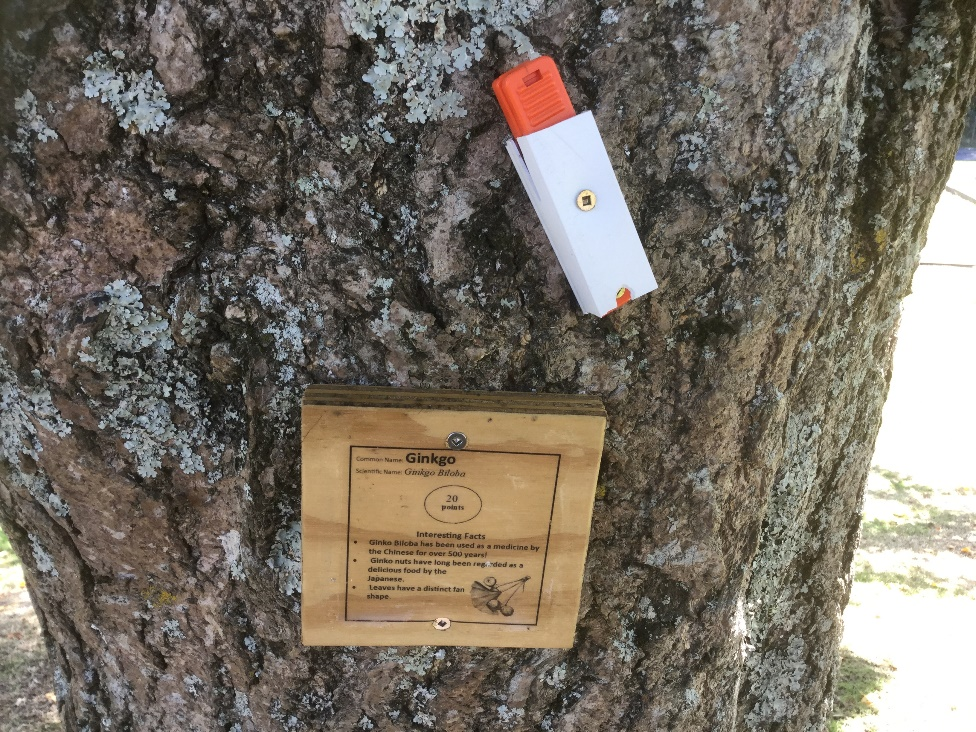 Common Name: Ginkgo
Scientific Name: Ginkgo Biloba
20
points
Interesting Facts
• Ginko Biloba has been used as a medicine by
the Chinese for over 500 years!
• Ginko nuts have long been regarded as a
delicious food by the
Japanese.
• Leaves have a distinct fan
shape.